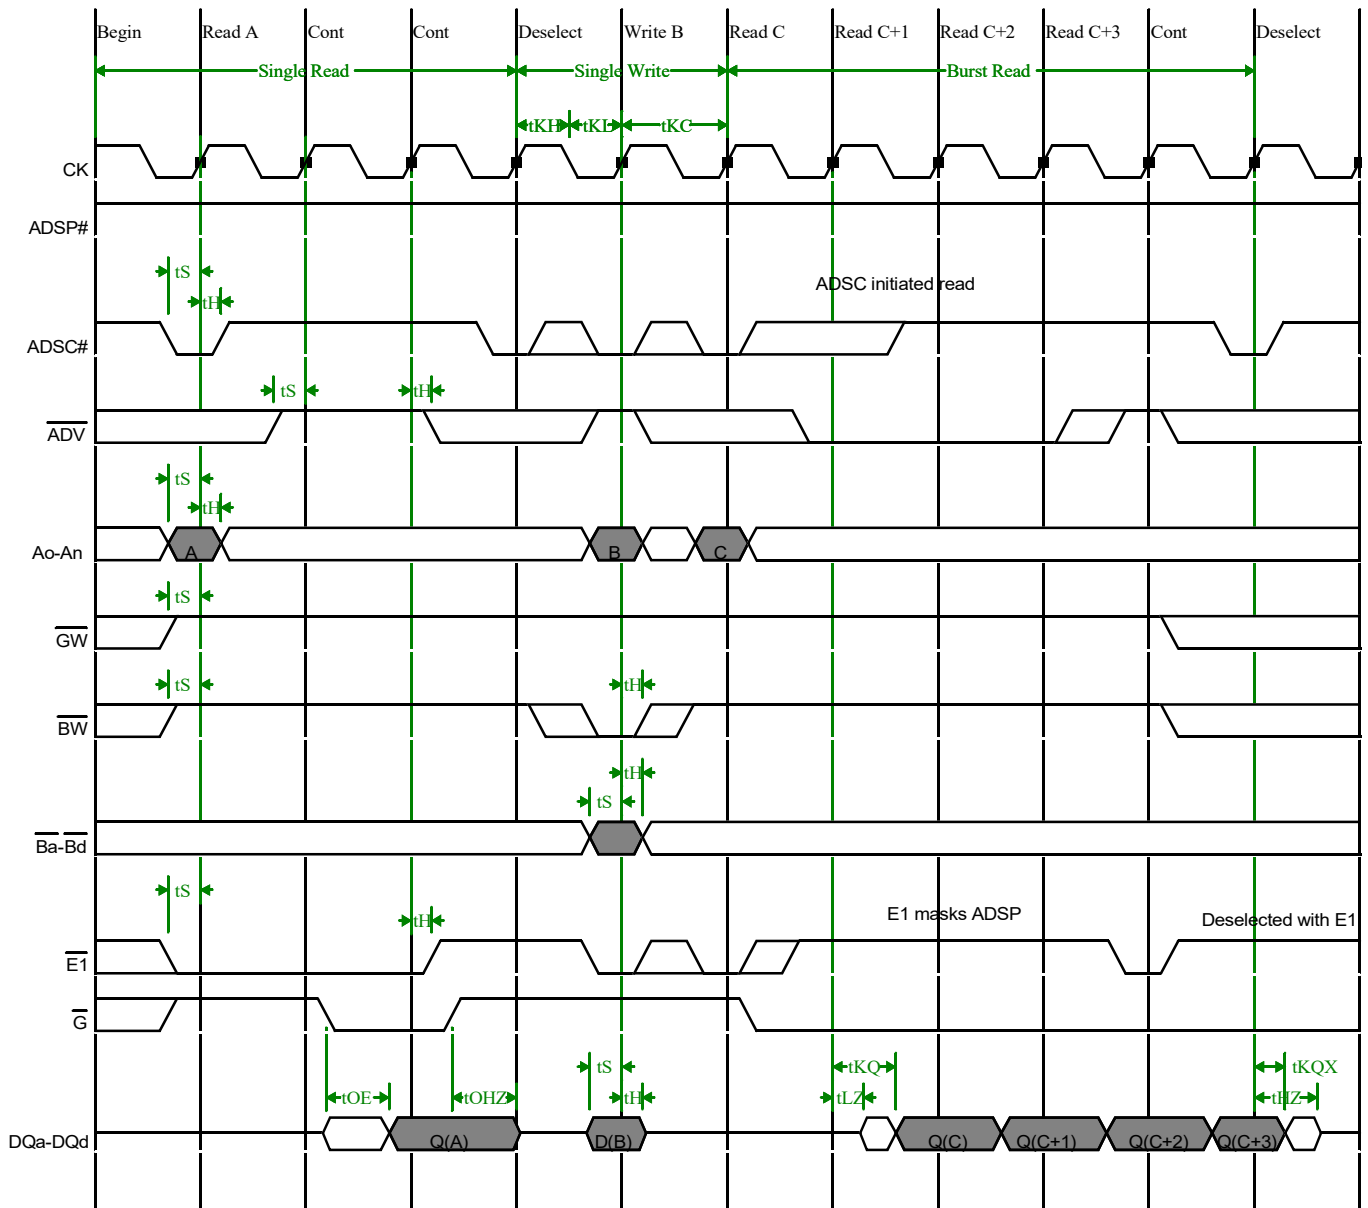 Begin Read A Cont Cont Deselect Write B Read C Read C+1 Read C+2 Read C+3 Cont Deselect
Single Read Single Write Burst Read
tKH tKL tKC
CK
ADSP#
tS
ADSC initiated read
tH
ADSC#
tS tH
ADV
tS
tH
Ao-An A B C
tS
GW
tS tH
BW
tH
tS
Ba-Bd
tS
E1 masks ADSP
Deselected with E1
tH
E1
G
tS tKQ tKQX
tOE tOHZ tH tLZ tHZ
DQa-DQd Q(A) D(B) Q(C) Q(C+1) Q(C+2) Q(C+3)